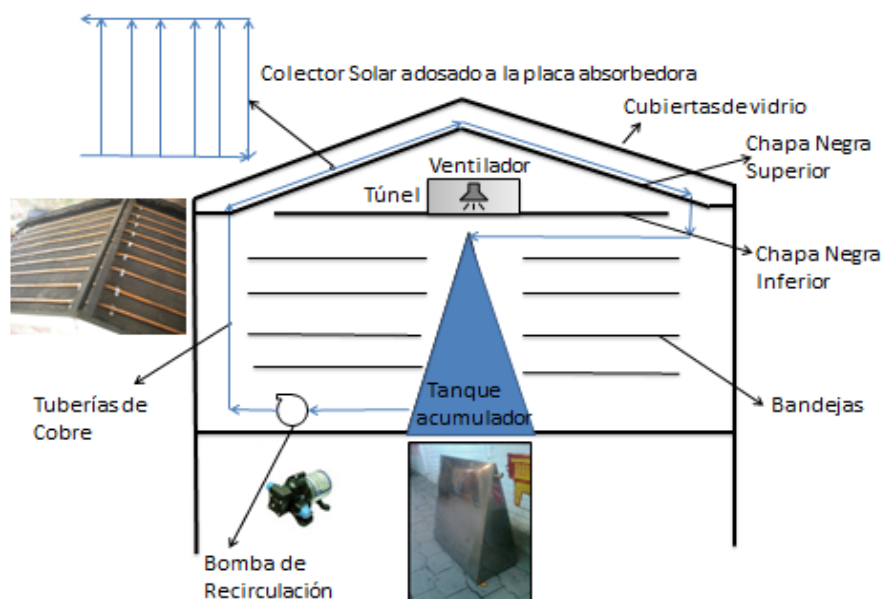 Colector Solar adosado a la placa absorbedora
Cubiertas de vidrio
Chapa Negra
Superior
Ventilador
Túnel
Chapa Negra
Inferior
Tanque
acumulador
Tuberías de
Cobre
Bandejas
Bomba de
Recirculación